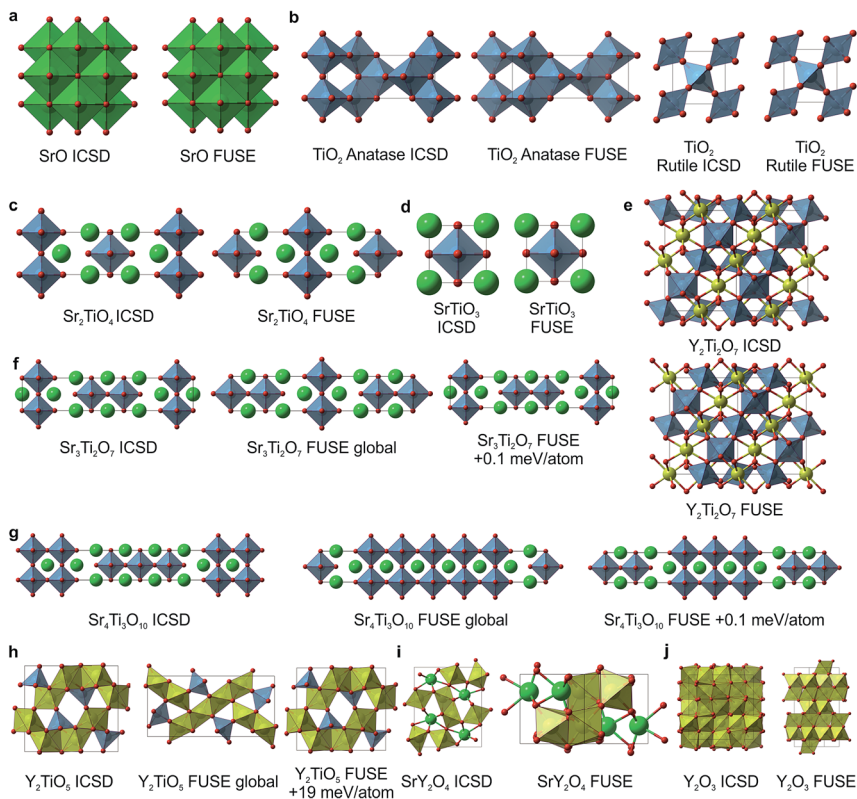 a
SrO ICSD
SrO FUSE
b
TiO₂ Anatase ICSD
TiO₂ Anatase FUSE
TiO₂
Rutile ICSD
TiO₂
Rutile FUSE
c
Sr₂TiO₄ ICSD
Sr₂TiO₄ FUSE
d
SrTiO₃
ICSD
SrTiO₃
FUSE
e
Y₂Ti₂O₇ ICSD
Y₂Ti₂O₇ FUSE
f
Sr₃Ti₂O₇ ICSD
Sr₃Ti₂O₇ FUSE global
Sr₃Ti₂O₇ FUSE
+0.1 meV/atom
g
Sr₄Ti₃O₁₀ ICSD
Sr₄Ti₃O₁₀ FUSE global
Sr₄Ti₃O₁₀ FUSE +0.1 meV/atom
h
Y₂TiO₅ ICSD
Y₂TiO₅ FUSE global
Y₂TiO₅ FUSE
+19 meV/atom
i
SrY₂O₄ ICSD
SrY₂O₄ FUSE
j
Y₂O₃ ICSD
Y₂O₃ FUSE